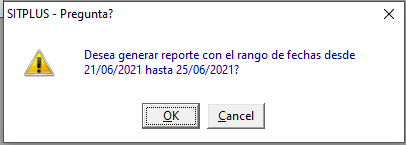 SITPLUS - Pregunta?
Desea generar reporte con el rango de fechas desde
21/06/2021 hasta 25/06/2021?
OK
Cancel